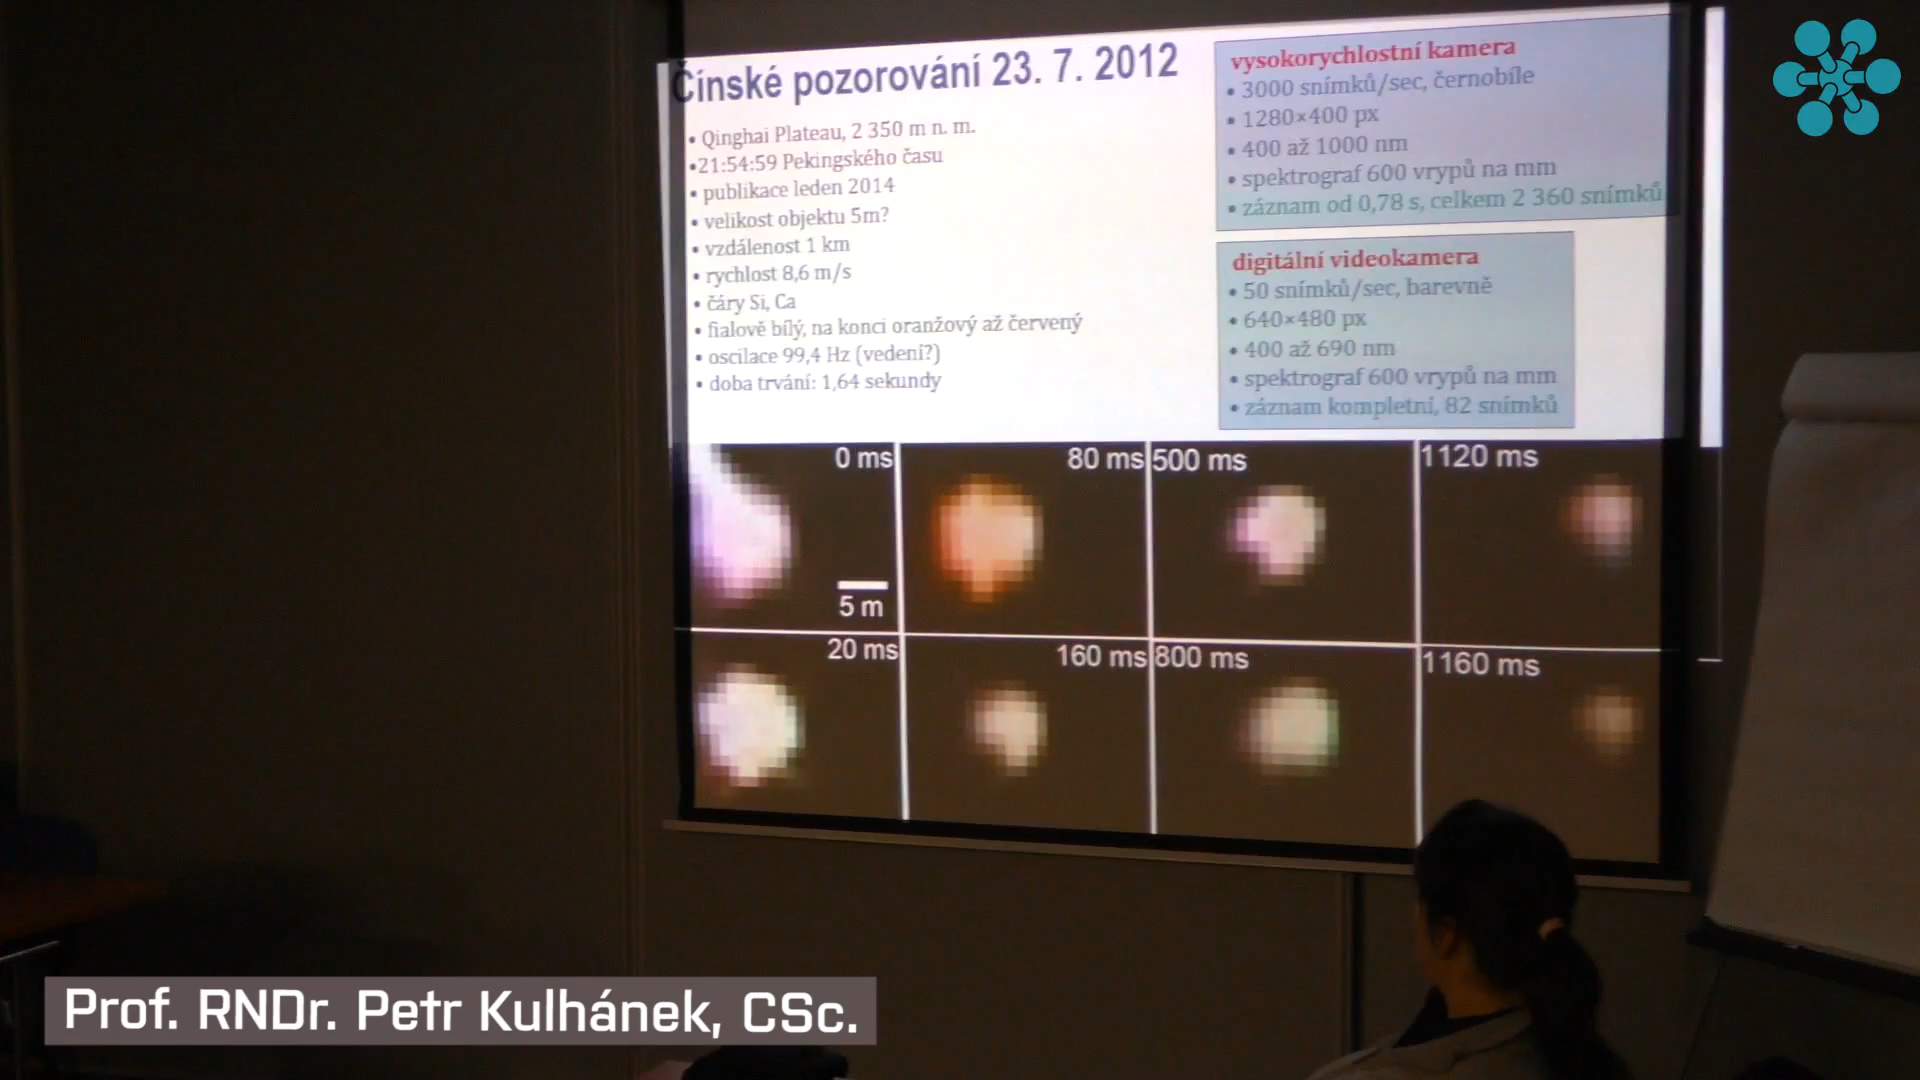 Čínské pozorování 23. 7. 2012
• Qinghai Plateau, 2 350 m n. m.
•21:54:59 Pekingského času
• publikace leden 2014
• velikost objektu 5m?
• vzdálenost 1 km
• rychlost 8,6 m/s
• čáry Si, Ca
• fialově bílý, na konci oranžový až červený
• oscilace 99,4 Hz (vedení?)
• doba trvání: 1,64 sekundy
vysokorychlostní kamera
• 3000 snímků/sec, černobíle
• 1280×400 px
• 400 až 1000 nm
• spektrograf 600 vrypů na mm
• záznam od 0,78 s, celkem 2 360 snímků
digitální videokamera
• 50 snímků/sec, barevně
• 640×480 px
• 400 až 690 nm
• spektrograf 600 vrypů na mm
• záznam kompletní, 82 snímků
0 ms
80 ms
500 ms
1120 ms
5 m
20 ms
160 ms
800 ms
1160 ms
Prof. RNDr. Petr Kulhánek, CSc.